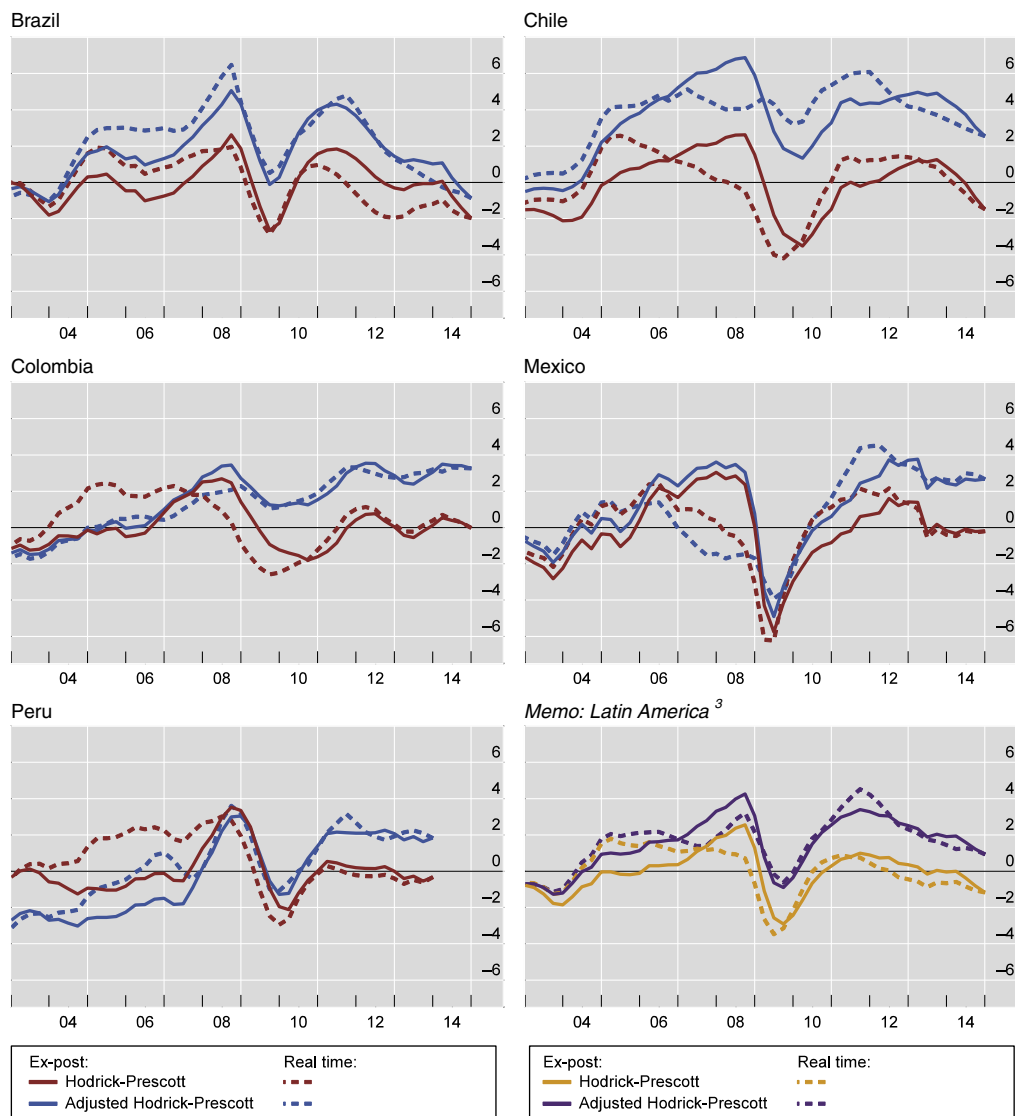 Brazil
6
4
2
0
–2
–4
–6
04 06 08 10 12 14
Chile
6
4
2
0
–2
–4
–6
04 06 08 10 12 14
Colombia
6
4
2
0
–2
–4
–6
04 06 08 10 12 14
Mexico
6
4
2
0
–2
–4
–6
04 06 08 10 12 14
Peru
6
4
2
0
–2
–4
–6
04 06 08 10 12 14
Memo: Latin America 3
6
4
2
0
–2
–4
–6
04 06 08 10 12 14
Ex-post: Real time:
Hodrick-Prescott
Adjusted Hodrick-Prescott
Ex-post: Real time:
Hodrick-Prescott
Adjusted Hodrick-Prescott